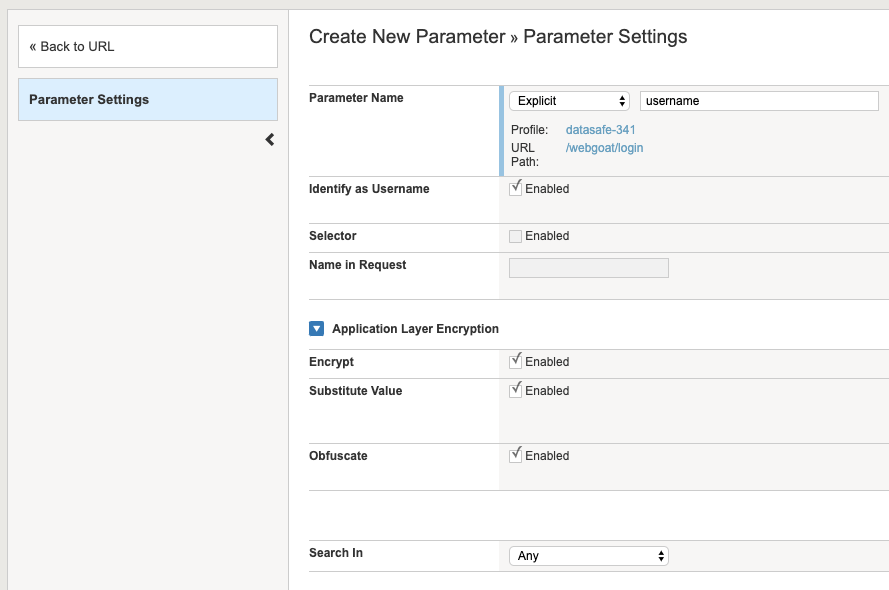 « Back to URL
Parameter Settings
Create New Parameter » Parameter Settings
Parameter Name
Explicit
username
Profile: datasafe-341
URL Path: /webgoat/login
Identify as Username
Enabled
Selector
Enabled
Name in Request
Application Layer Encryption
Encrypt
Enabled
Substitute Value
Enabled
Obfuscate
Enabled
Search In
Any